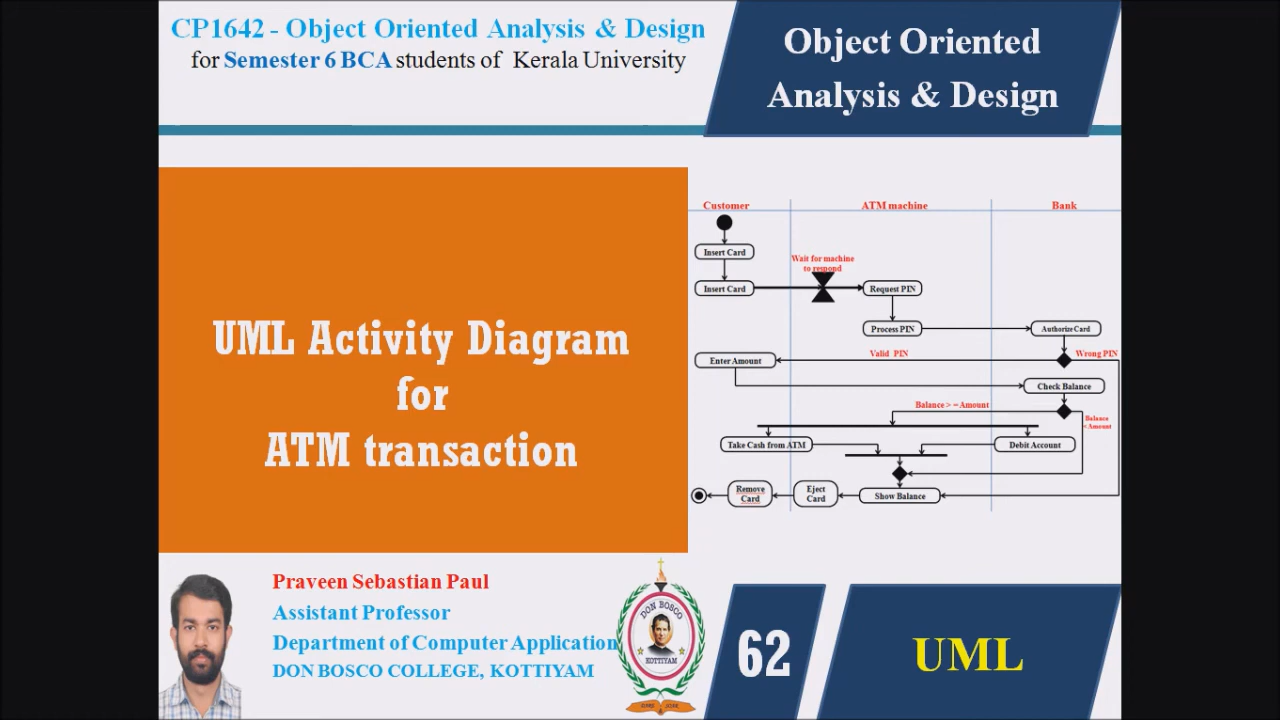 CP1642 - Object Oriented Analysis & Design
for Semester 6 BCA students of Kerala University
Object Oriented
Analysis & Design
UML Activity Diagram
for
ATM transaction
Customer
ATM machine
Bank
Insert Card
Wait for machine
to respond
Insert Card
Request PIN
Process PIN
Authorize Card
Valid PIN
Wrong PIN
Enter Amount
Check Balance
Balance > = Amount
Balance
< Amount
Take Cash from ATM
Debit Account
Remove
Card
Eject
Card
Show Balance
Praveen Sebastian Paul
Assistant Professor
Department of Computer Application
DON BOSCO COLLEGE, KOTTIYAM
DON BOSCO
KOTTIYAM
62
UML